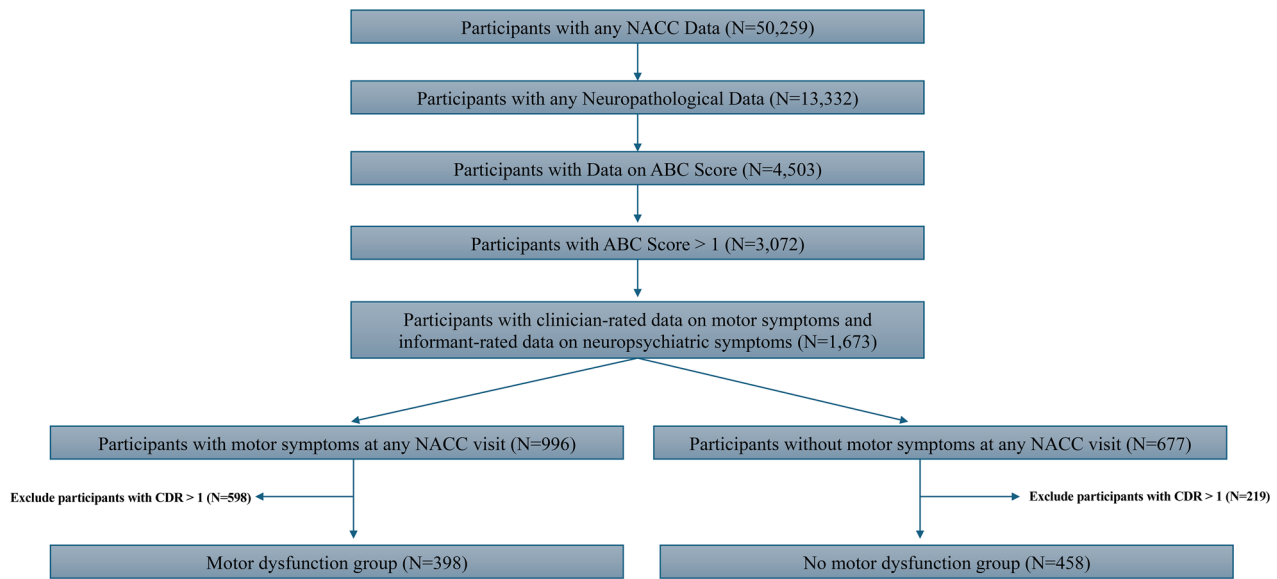 Participants with any NACC Data (N=50,259)
Participants with any Neuropathological Data (N=13,332)
Participants with Data on ABC Score (N=4,503)
Participants with ABC Score > 1 (N=3,072)
Participants with clinician-rated data on motor symptoms and
informant-rated data on neuropsychiatric symptoms (N=1,673)
Participants with motor symptoms at any NACC visit (N=996)
Participants without motor symptoms at any NACC visit (N=677)
Exclude participants with CDR > 1 (N=598)
Exclude participants with CDR > 1 (N=219)
Motor dysfunction group (N=398)
No motor dysfunction group (N=458)